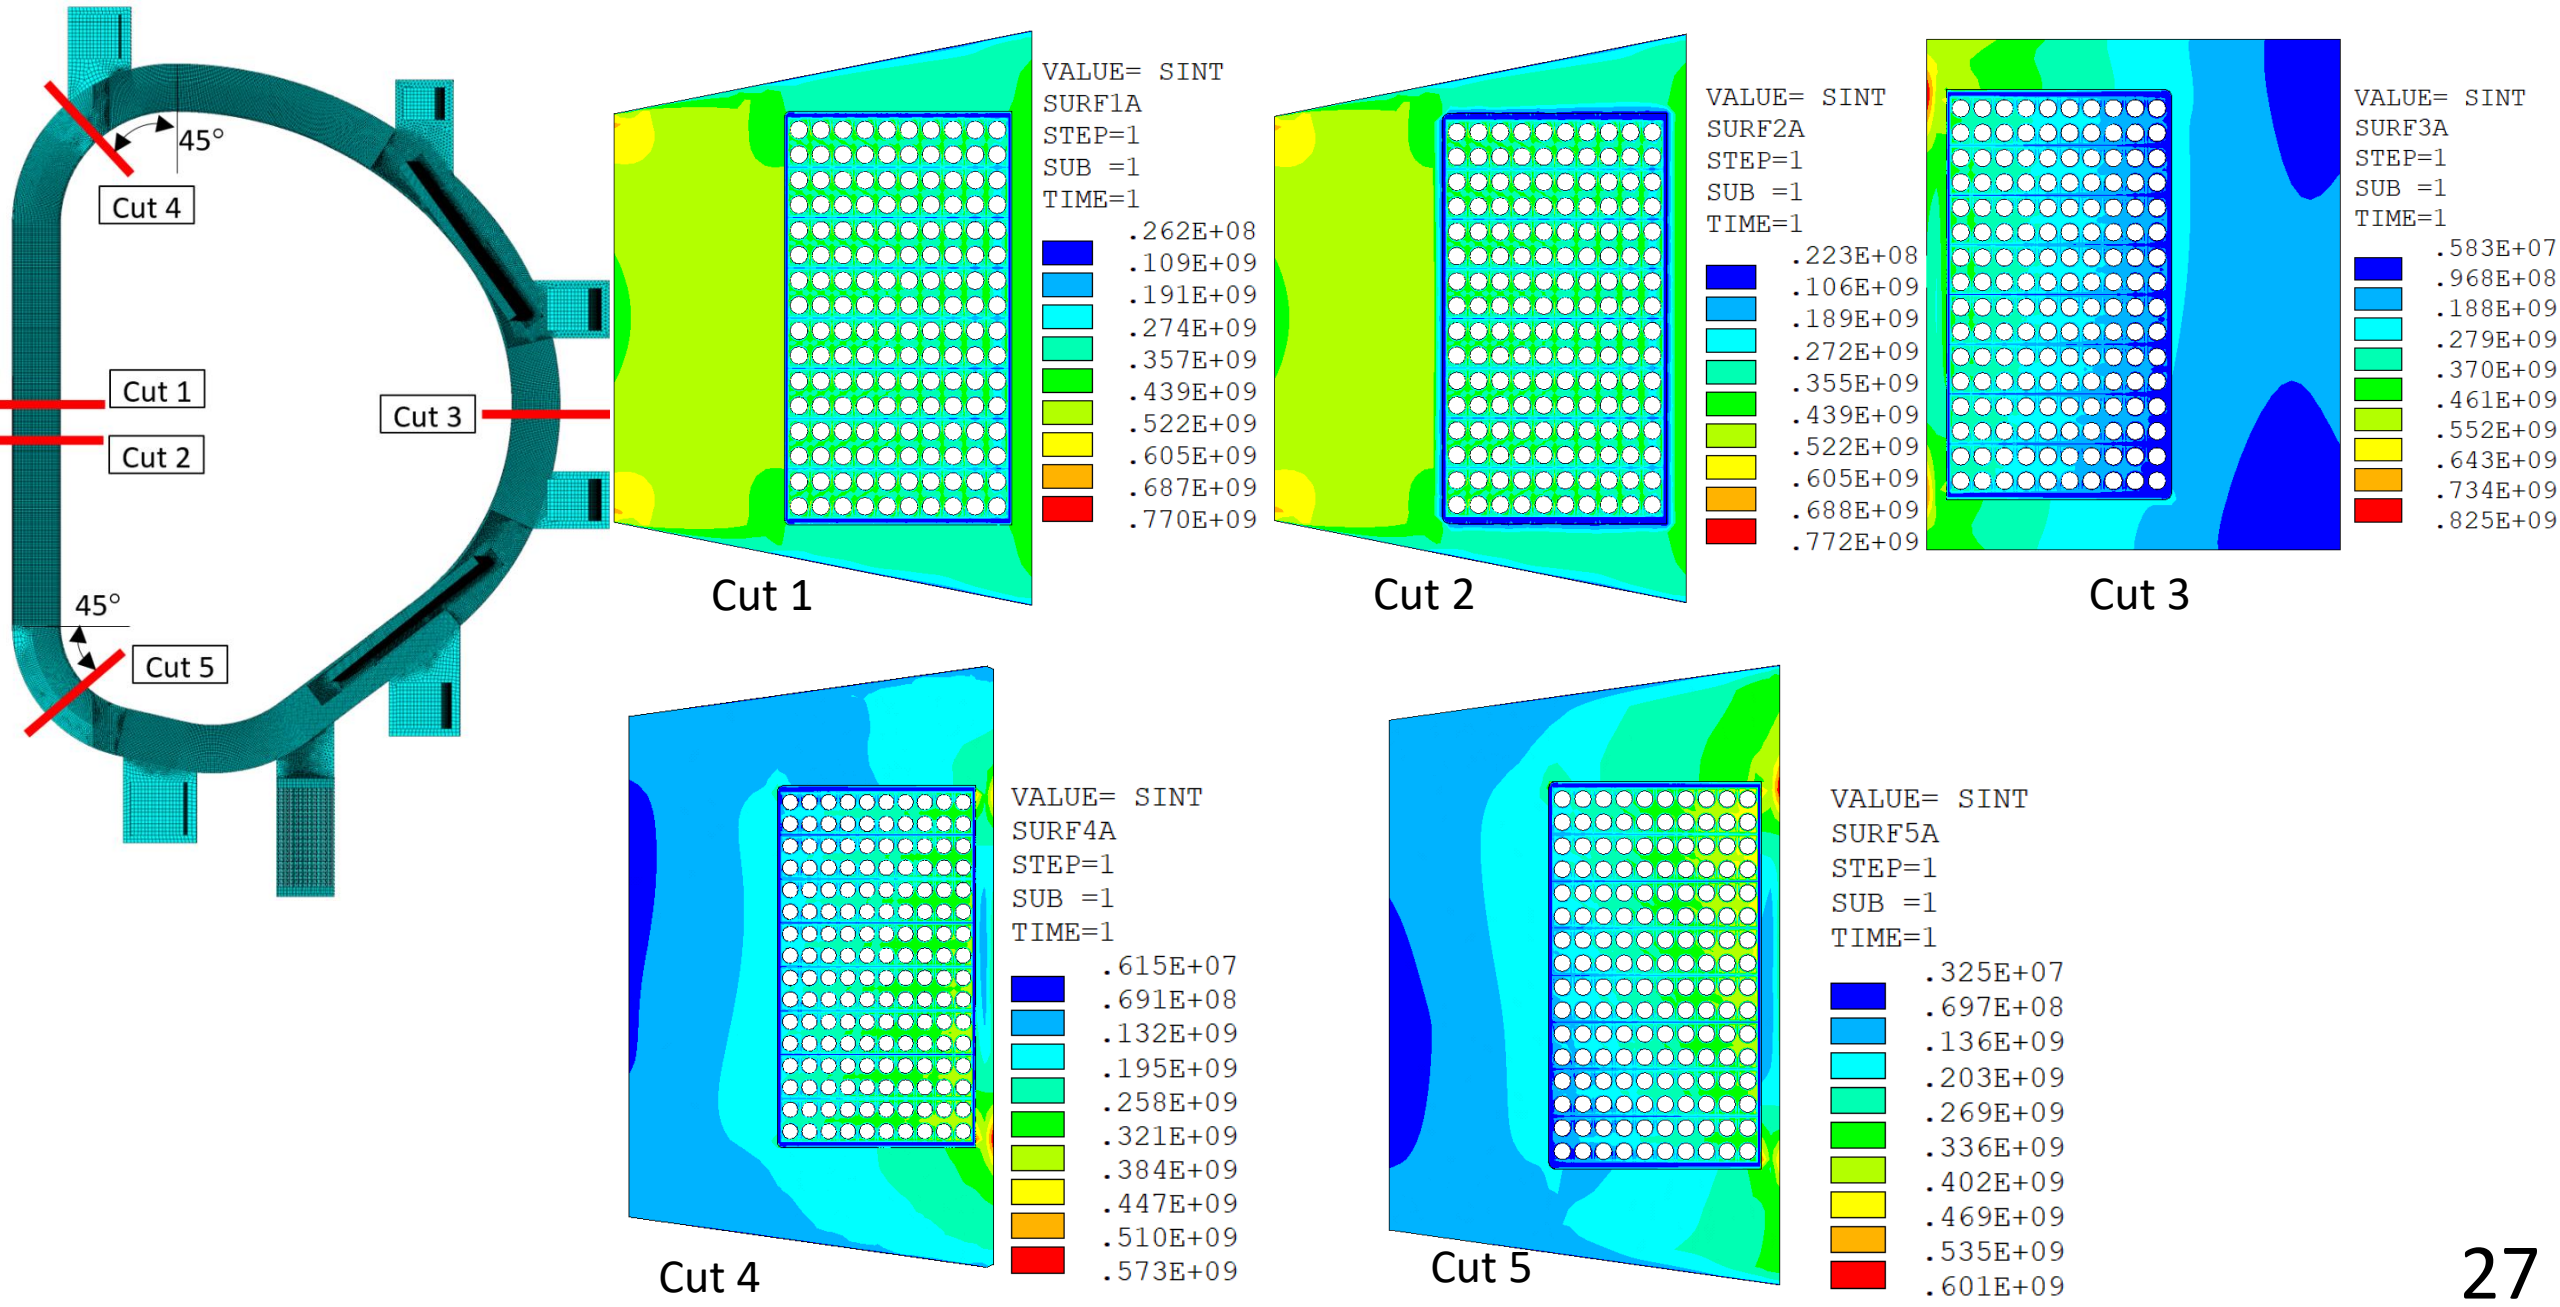 45°
Cut 4
Cut 1
Cut 2
Cut 3
45°
Cut 5
VALUE= SINT
SURF1A
STEP=1
SUB =1
TIME=1
.262E+08
.109E+09
.191E+09
.274E+09
.357E+09
.439E+09
.522E+09
.605E+09
.687E+09
.770E+09
Cut 1
VALUE= SINT
SURF2A
STEP=1
SUB =1
TIME=1
.223E+08
.106E+09
.189E+09
.272E+09
.355E+09
.439E+09
.522E+09
.605E+09
.688E+09
.772E+09
Cut 2
VALUE= SINT
SURF3A
STEP=1
SUB =1
TIME=1
.583E+07
.968E+08
.188E+09
.279E+09
.370E+09
.461E+09
.552E+09
.643E+09
.734E+09
.825E+09
Cut 3
VALUE= SINT
SURF4A
STEP=1
SUB =1
TIME=1
.615E+07
.691E+08
.132E+09
.195E+09
.258E+09
.321E+09
.384E+09
.447E+09
.510E+09
.573E+09
Cut 4
VALUE= SINT
SURF5A
STEP=1
SUB =1
TIME=1
.325E+07
.697E+08
.136E+09
.203E+09
.269E+09
.336E+09
.402E+09
.469E+09
.535E+09
.601E+09
Cut 5
27